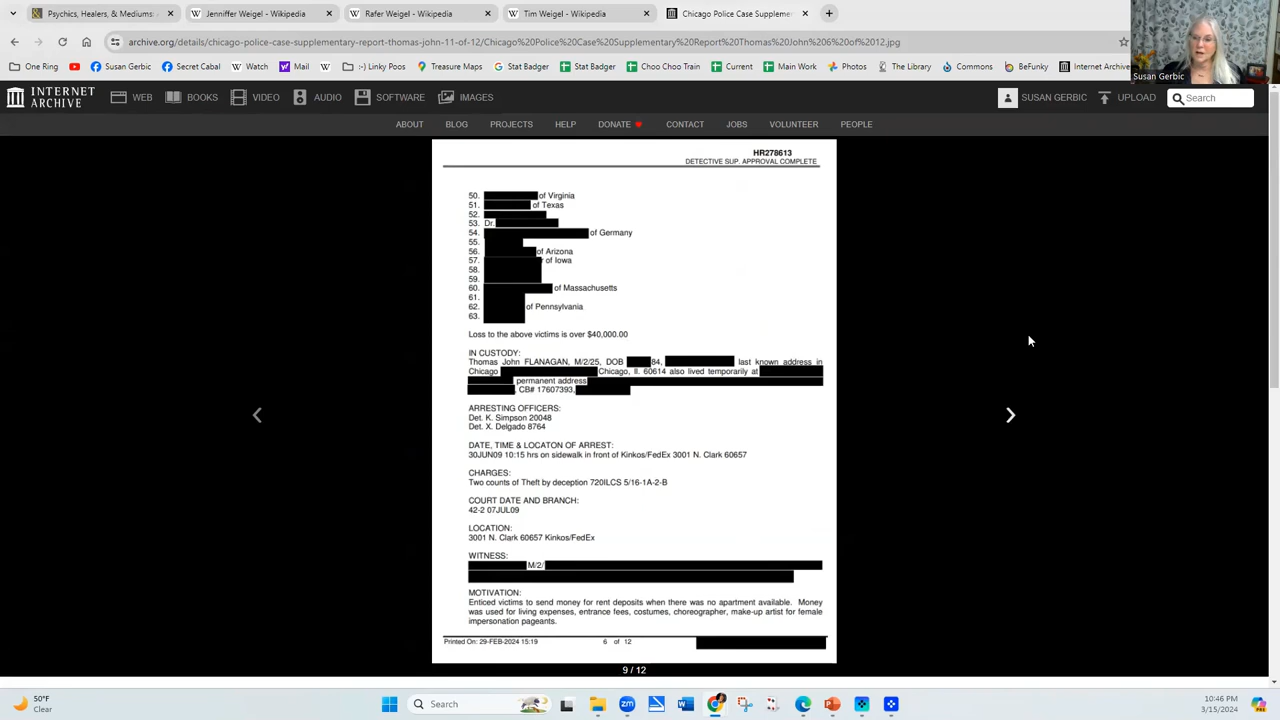 Psychics, Healers, & Mediums:
Jenniffer Weigel - Wikipedia
Rafer Weigel - Wikipedia
Tim Weigel - Wikipedia
Chicago Police Case Supplemen
archive.org/details/chicago-police-case-supplementary-report-thomas-john-11-of-12/Chicago%20Police%20Case%20Supplementary%20Report%20Thomas%20John%206%20of%2012.jpg
One Ring
Susan Gerbic
Secret Cabal
Watch
Mail
:-) Linky Poos
Treasure Map
Stat Badger
Stat Badger
Choo Choo Train
Current
Main Work
Photos
The Library
Constant
BeFunky
Internet Archive
Susan Gerbic
INTERNET ARCHIVE
WEB
BOOKS
VIDEO
AUDIO
SOFTWARE
IMAGES
SUSAN GERBIC
UPLOAD
Search
ABOUT
BLOG
PROJECTS
HELP
DONATE
CONTACT
JOBS
VOLUNTEER
PEOPLE
HR278613
DETECTIVE SUP. APPROVAL COMPLETE
50. of Virginia
51. of Texas
52.
53. Dr.
54. of Germany
55.
56. of Arizona
57. of Iowa
58.
59.
60. of Massachusetts
61.
62. of Pennsylvania
63.
Loss to the above victims is over $40,000.00
IN CUSTODY:
Thomas John FLANAGAN, M/2/25, DOB 84, last known address in
Chicago Chicago, Il. 60614 also lived temporarily at
permanent address
, CB# 17607393,
ARRESTING OFFICERS:
Det. K. Simpson 20048
Det. X. Delgado 8764
DATE, TIME & LOCATON OF ARREST:
30JUN09 10:15 hrs on sidewalk in front of Kinkos/FedEx 3001 N. Clark 60657
CHARGES:
Two counts of Theft by deception 720ILCS 5/16-1A-2-B
COURT DATE AND BRANCH:
42-2 07JUL09
LOCATION:
3001 N. Clark 60657 Kinkos/FedEx
WITNESS:
M/2/
MOTIVATION:
Enticed victims to send money for rent deposits when there was no apartment available. Money
was used for living expenses, entrance fees, costumes, choreographer, make-up artist for female
impersonation pageants.
Printed On: 29-FEB-2024 15:19
6 of 12
9 / 12
50°F
Clear
Search
10:46 PM
3/15/2024